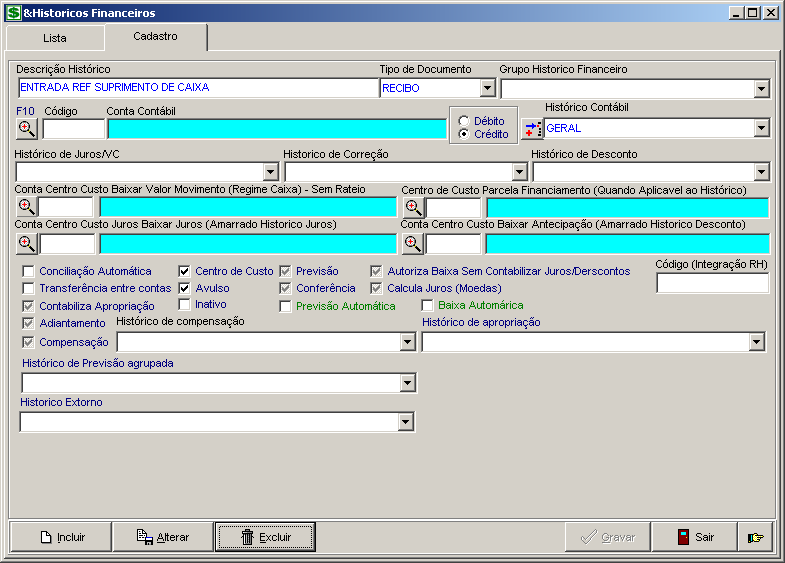 &Historicos Financeiros
Lista
Cadastro
Descrição Histórico Tipo de Documento Grupo Historico Financeiro
ENTRADA REF SUPRIMENTO DE CAIXA RECIBO
F10 Código Conta Contábil Débito Crédito Histórico Contábil
GERAL
Histórico de Juros/VC Historico de Correção Histórico de Desconto
Conta Centro Custo Baixar Valor Movimento (Regime Caixa) - Sem Rateio Centro de Custo Parcela Financiamento (Quando Aplicavel ao Histórico)
Conta Centro Custo Juros Baixar Juros (Amarrado Historico Juros) Conta Centro Custo Baixar Antecipação (Amarrado Historico Desconto)
Conciliação Automática Centro de Custo Previsão Autoriza Baixa Sem Contabilizar Juros/Derscontos Código (Integração RH)
Transferência entre contas Avulso Conferência Calcula Juros (Moedas)
Contabiliza Apropriação Inativo Previsão Automática Baixa Automárica
Adiantamento Histórico de compensação Histórico de apropriação
Compensação
Histórico de Previsão agrupada
Historico Extorno
Incluir Alterar Excluir Gravar Sair